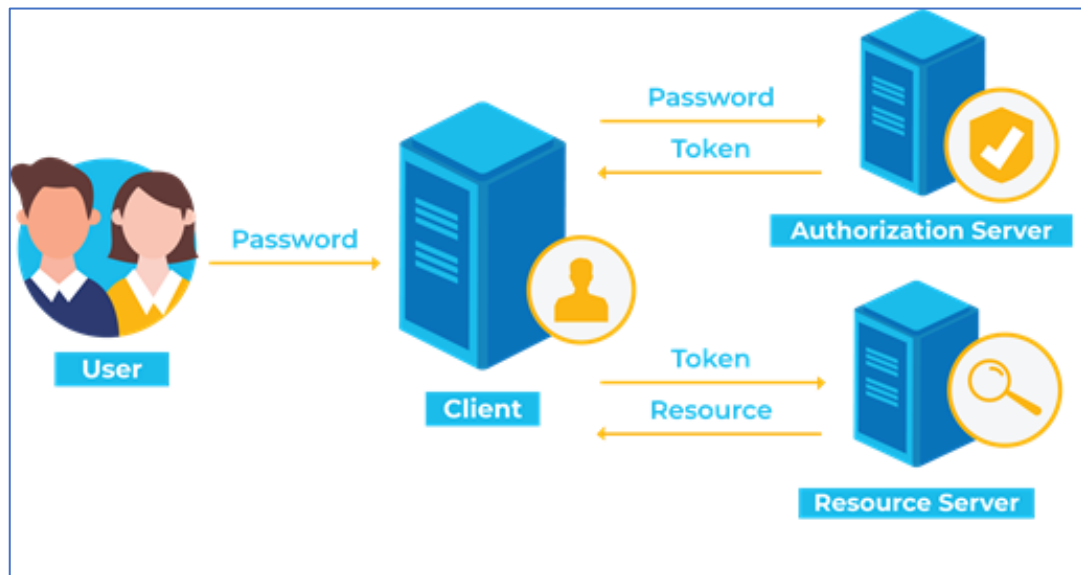 Password
Token
Authorization Server
Password
User
Client
Token
Resource
Resource Server